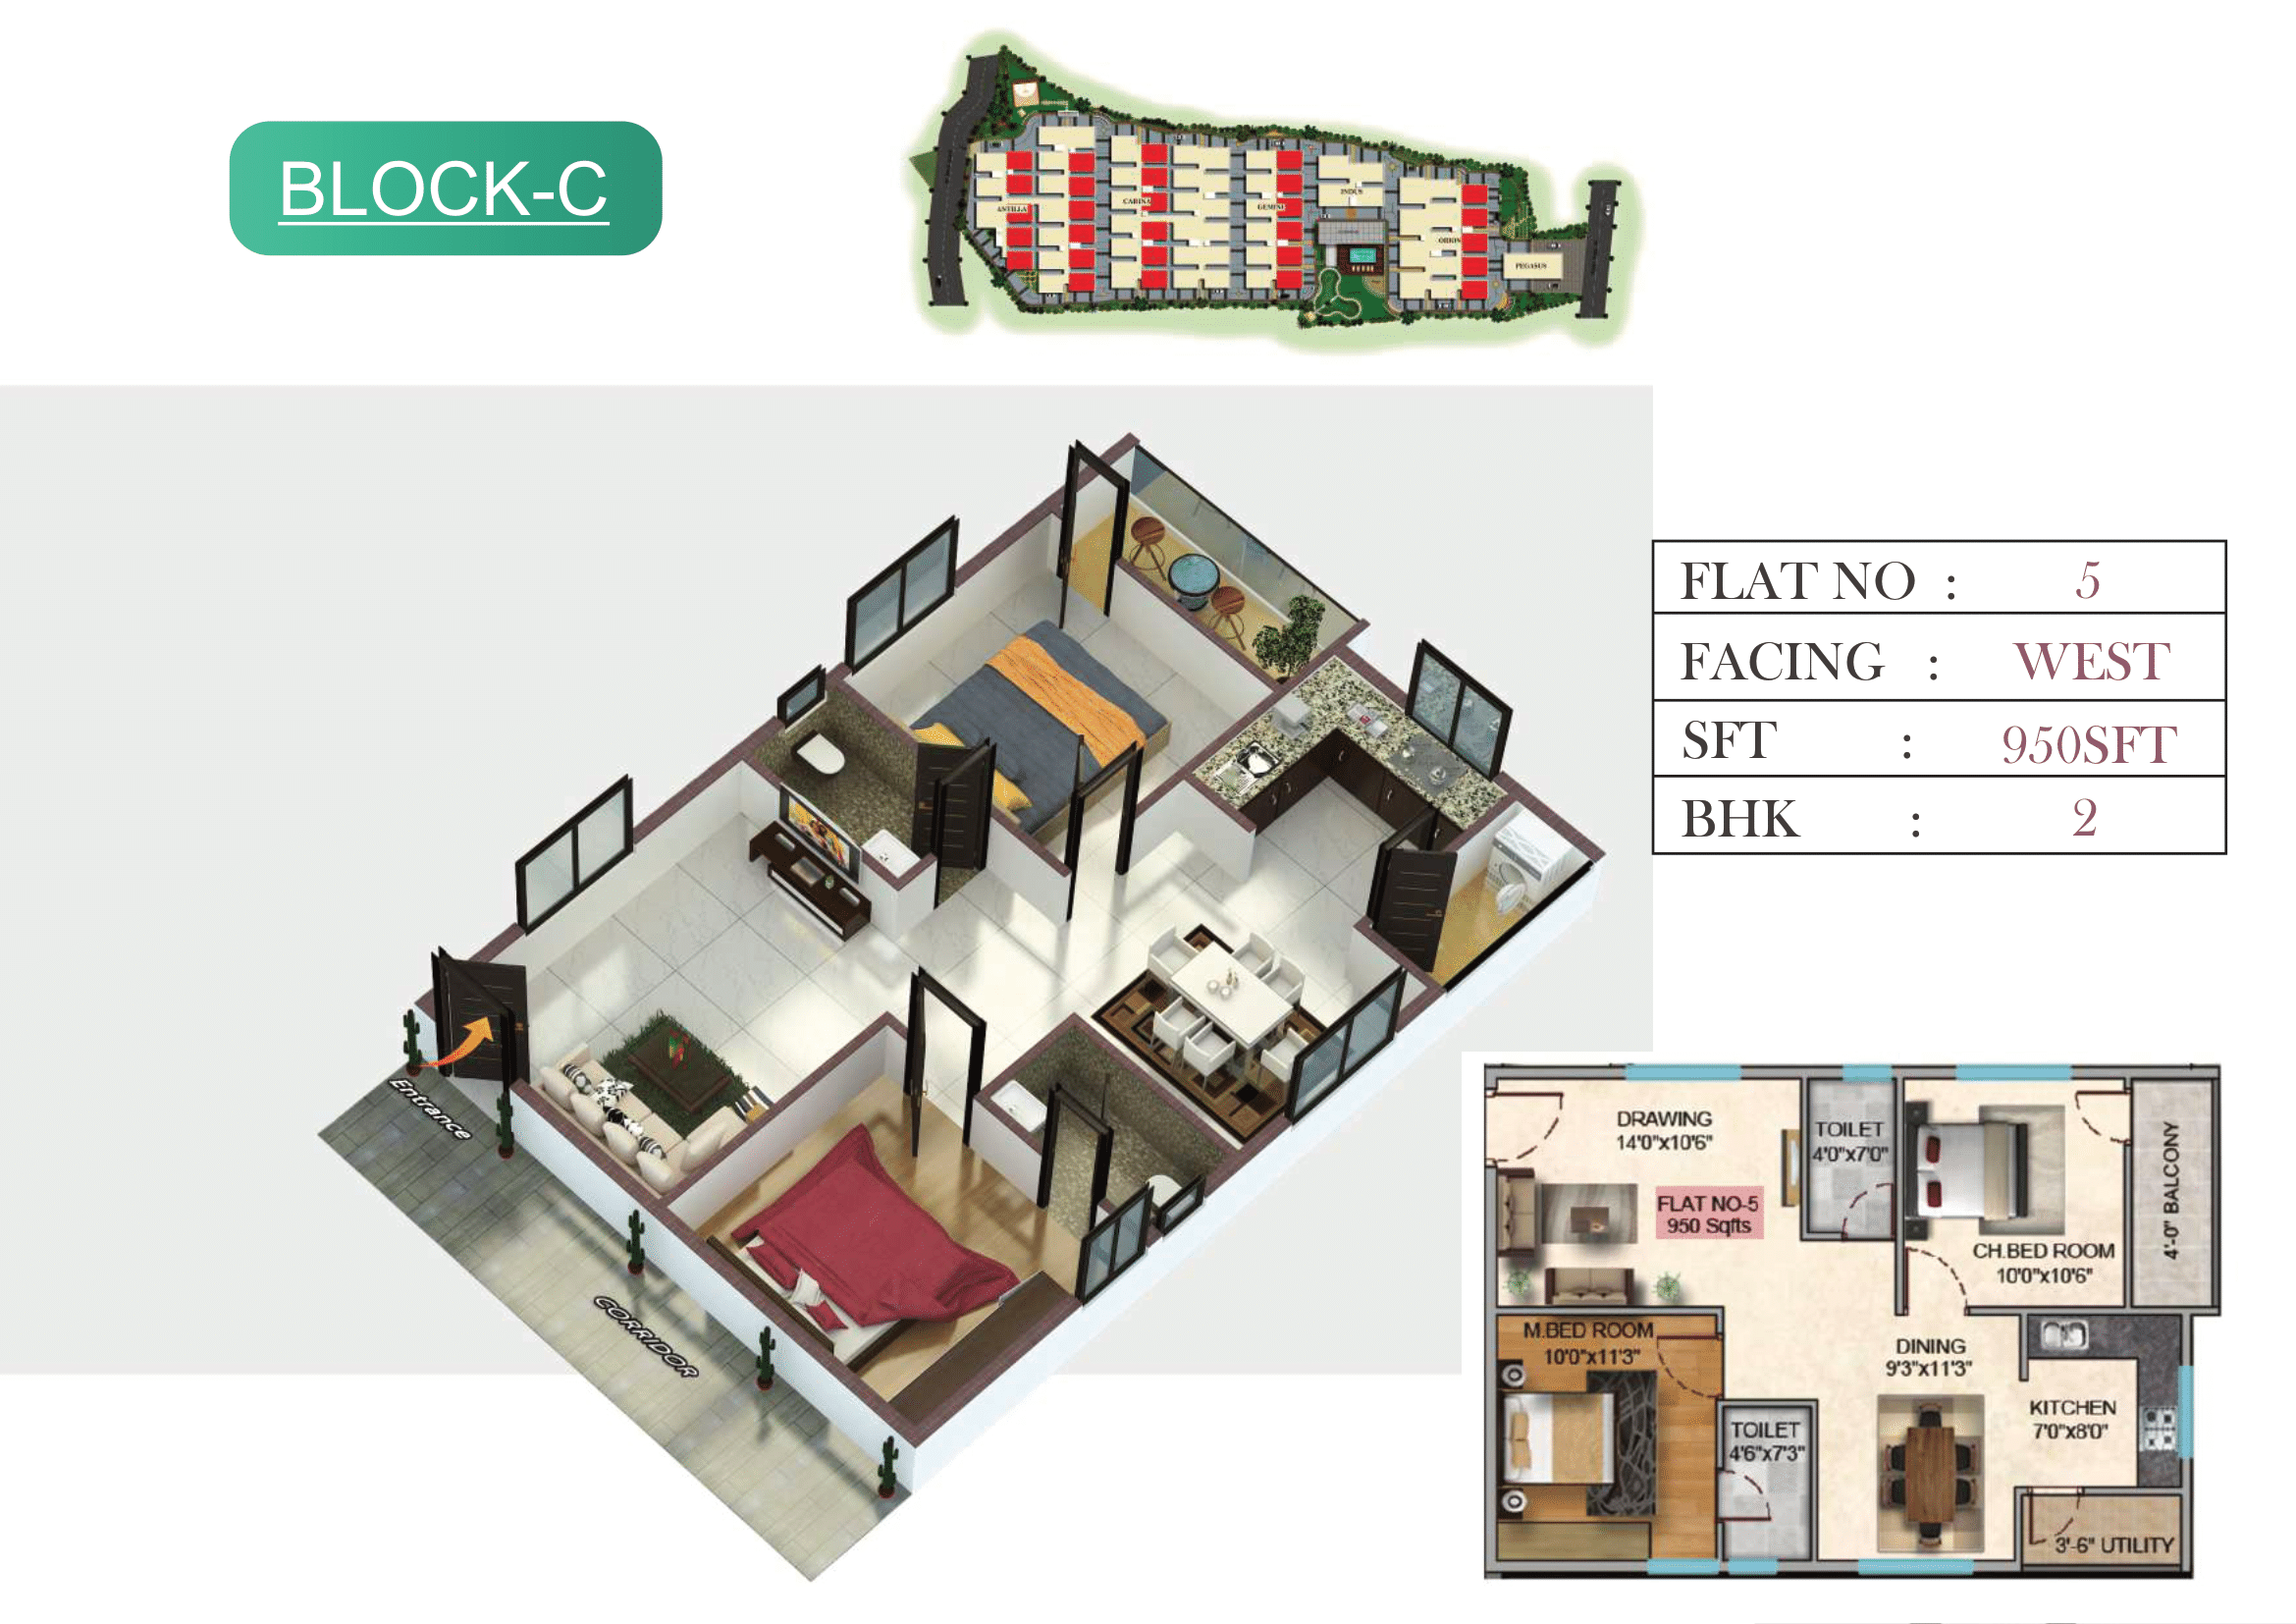 BLOCK-C
ANTILLA
CABINA
GEMINI
INDUS
ORION
PEGASUS
FLAT NO : 5
FACING : WEST
SFT : 950SFT
BHK : 2
Entrance
CORRIDOR
DRAWING
14'0"x10'6"
TOILET
4'0"x7'0"
FLAT NO-5
950 Sqfts
CH.BED ROOM
10'0"x10'6"
4'-0" BALCONY
M.BED ROOM
10'0"x11'3"
DINING
9'3"x11'3"
TOILET
4'6"x7'3"
KITCHEN
7'0"x8'0"
3'-6" UTILITY